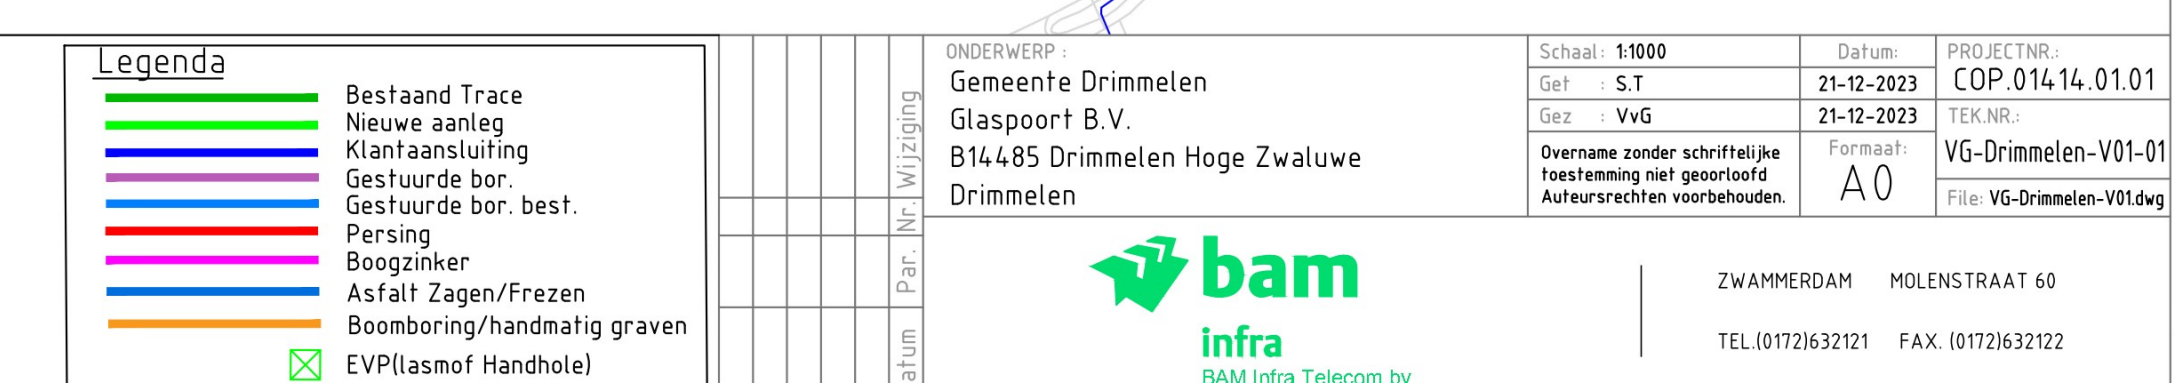 Legenda
Bestaand Trace
Nieuwe aanleg
Klantaansluiting
Gestuurde bor.
Gestuurde bor. best.
Persing
Boogzinker
Asfalt Zagen/Frezen
Boomboring/handmatig graven
EVP(lasmof Handhole)
Wijziging
Nr.
Par.
atum
ONDERWERP :
Gemeente Drimmelen
Glaspoort B.V.
B14485 Drimmelen Hoge Zwaluwe
Drimmelen
Schaal: 1:1000
Get : S.T
Gez : VvG
Datum:
21-12-2023
21-12-2023
Overname zonder schriftelijke
toestemming niet geoorloofd
Auteursrechten voorbehouden.
Formaat:
A0
PROJECTNR.:
COP.01414.01.01
TEK.NR.:
VG-Drimmelen-V01-01
File: VG-Drimmelen-V01.dwg
bam
infra
BAM Infra Telecom bv
ZWAMMERDAM MOLENSTRAAT 60
TEL.(0172)632121 FAX. (0172)632122